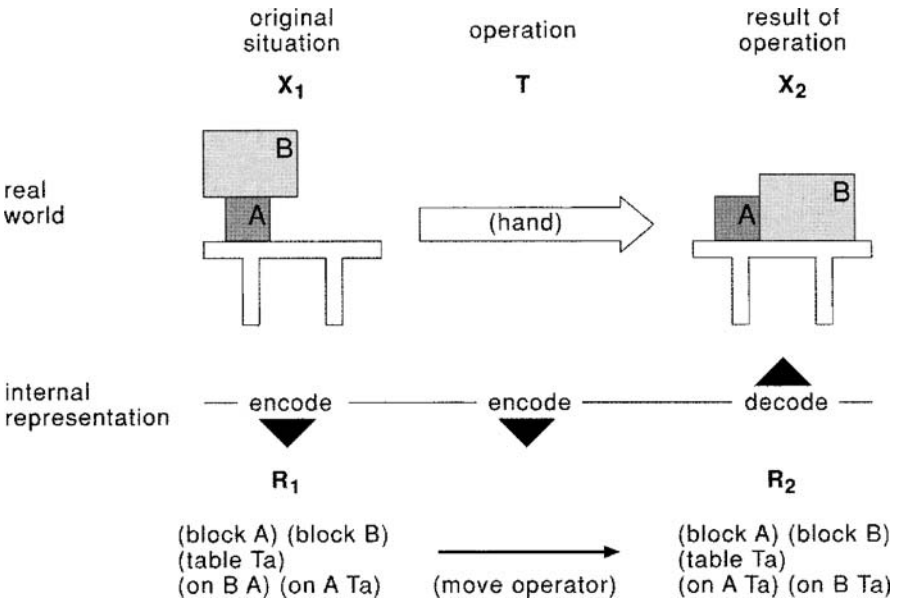 original
situation
operation
result of
operation
X1
T
X2
real
world
B
A
(hand)
A
B
internal
representation
encode
encode
decode
R1
R2
(block A) (block B)
(table Ta)
(on B A) (on A Ta)
(move operator)
(block A) (block B)
(table Ta)
(on A Ta) (on B Ta)